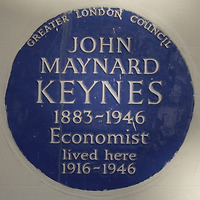 GREATER LONDON COUNCIL
JOHN
MAYNARD
KEYNES
1883-1946
Economist
lived here
1916-1946